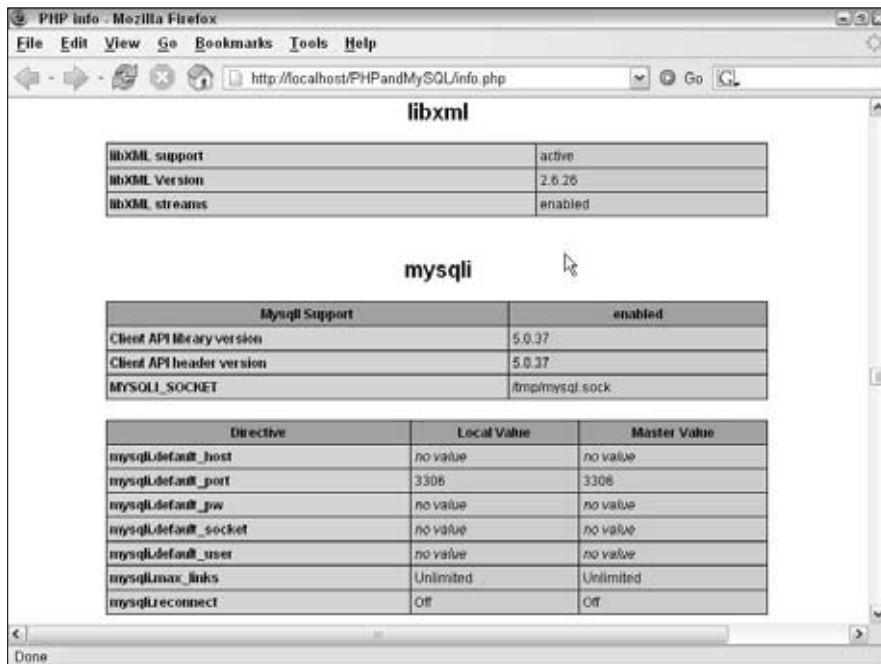 PHP info - Mozilla Firefox
File Edit View Go Bookmarks Tools Help
http://localhost/PHPandMySQL/info.php Go G
libxml
libXML support active
libXML Version 2.6.26
libXML streams enabled
mysqli
MysqlI Support enabled
Client API library version 5.0.37
Client API header version 5.0.37
MYSQLI_SOCKET /tmp/mysql.sock
Directive Local Value Master Value
mysqli.default_host no value no value
mysqli.default_port 3306 3306
mysqli.default_pw no value no value
mysqli.default_socket no value no value
mysqli.default_user no value no value
mysqli.max_links Unlimited Unlimited
mysqli.reconnect Off Off
Done